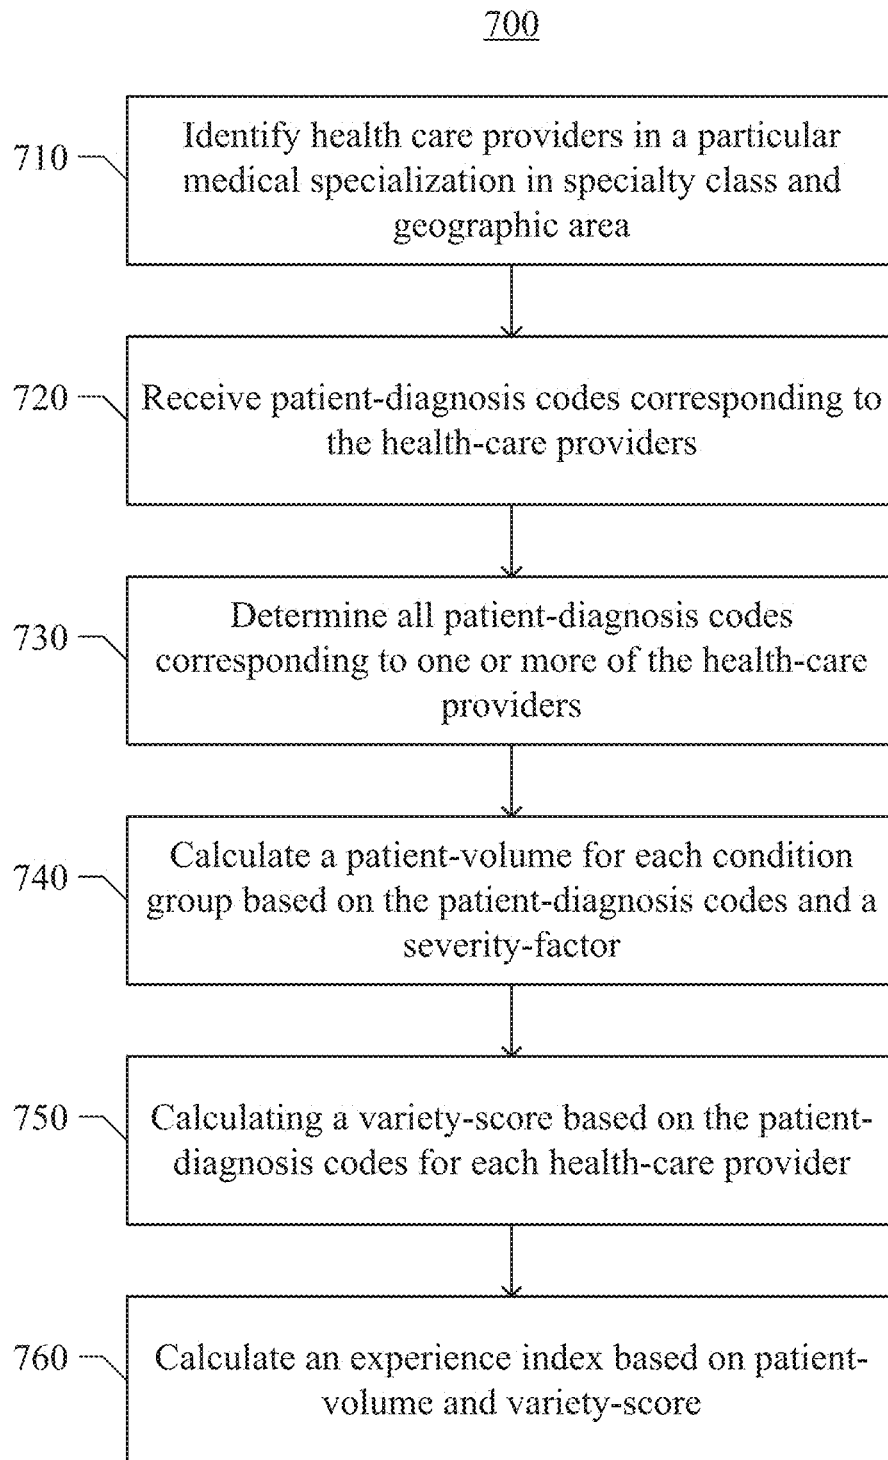 700
710
Identify health care providers in a particular
medical specialization in specialty class and
geographic area
720
Receive patient-diagnosis codes corresponding to
the health-care providers
730
Determine all patient-diagnosis codes
corresponding to one or more of the health-care
providers
740
Calculate a patient-volume for each condition
group based on the patient-diagnosis codes and a
severity-factor
750
Calculating a variety-score based on the patient-
diagnosis codes for each health-care provider
760
Calculate an experience index based on patient-
volume and variety-score